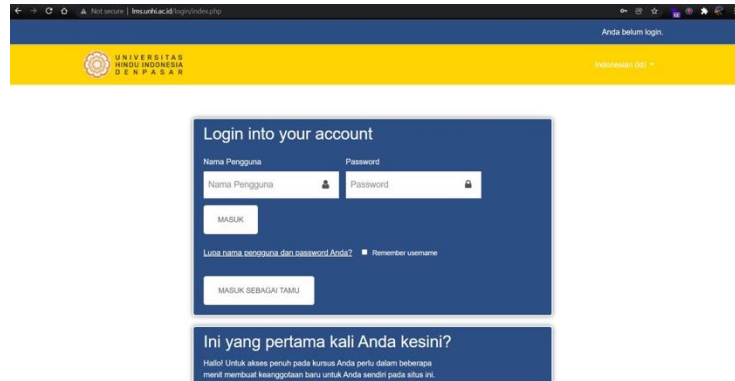 Not secure | lms.unhi.ac.id/login/index.php
Anda belum login.
UNIVERSITAS
HINDU INDONESIA
DENPASAR
Indonesian (id)
Login into your account
Nama Pengguna Password
Nama Pengguna Password
MASUK
Lupa nama pengguna dan password Anda? Remember username
MASUK SEBAGAI TAMU
Ini yang pertama kali Anda kesini?
Hallo! Untuk akses penuh pada kursus Anda perlu dalam beberapa
menit membuat keanggotaan baru untuk Anda sendiri pada situs ini.